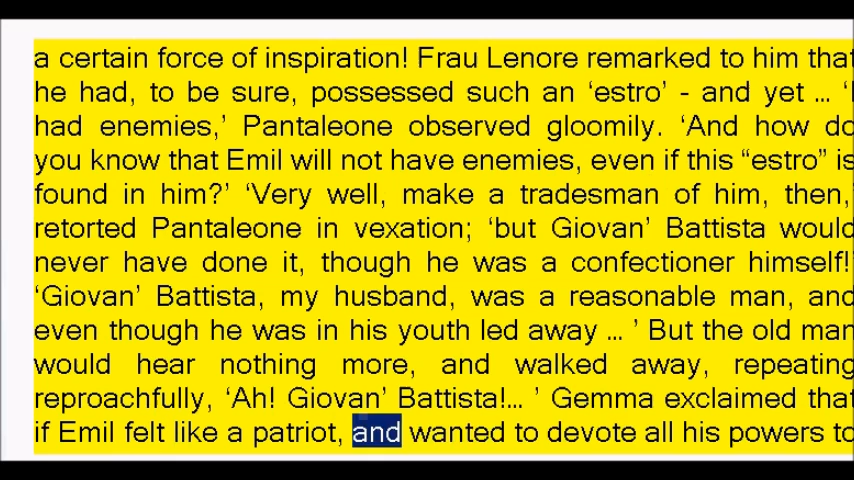 a certain force of inspiration! Frau Lenore remarked to him that
he had, to be sure, possessed such an ‘estro’ - and yet … ‘I
had enemies,’ Pantaleone observed gloomily. ‘And how do
you know that Emil will not have enemies, even if this “estro” is
found in him?’ ‘Very well, make a tradesman of him, then,’
retorted Pantaleone in vexation; ‘but Giovan’ Battista would
never have done it, though he was a confectioner himself!’
‘Giovan’ Battista, my husband, was a reasonable man, and
even though he was in his youth led away … ’ But the old man
would hear nothing more, and walked away, repeating
reproachfully, ‘Ah! Giovan’ Battista!… ’ Gemma exclaimed that
if Emil felt like a patriot, and wanted to devote all his powers to